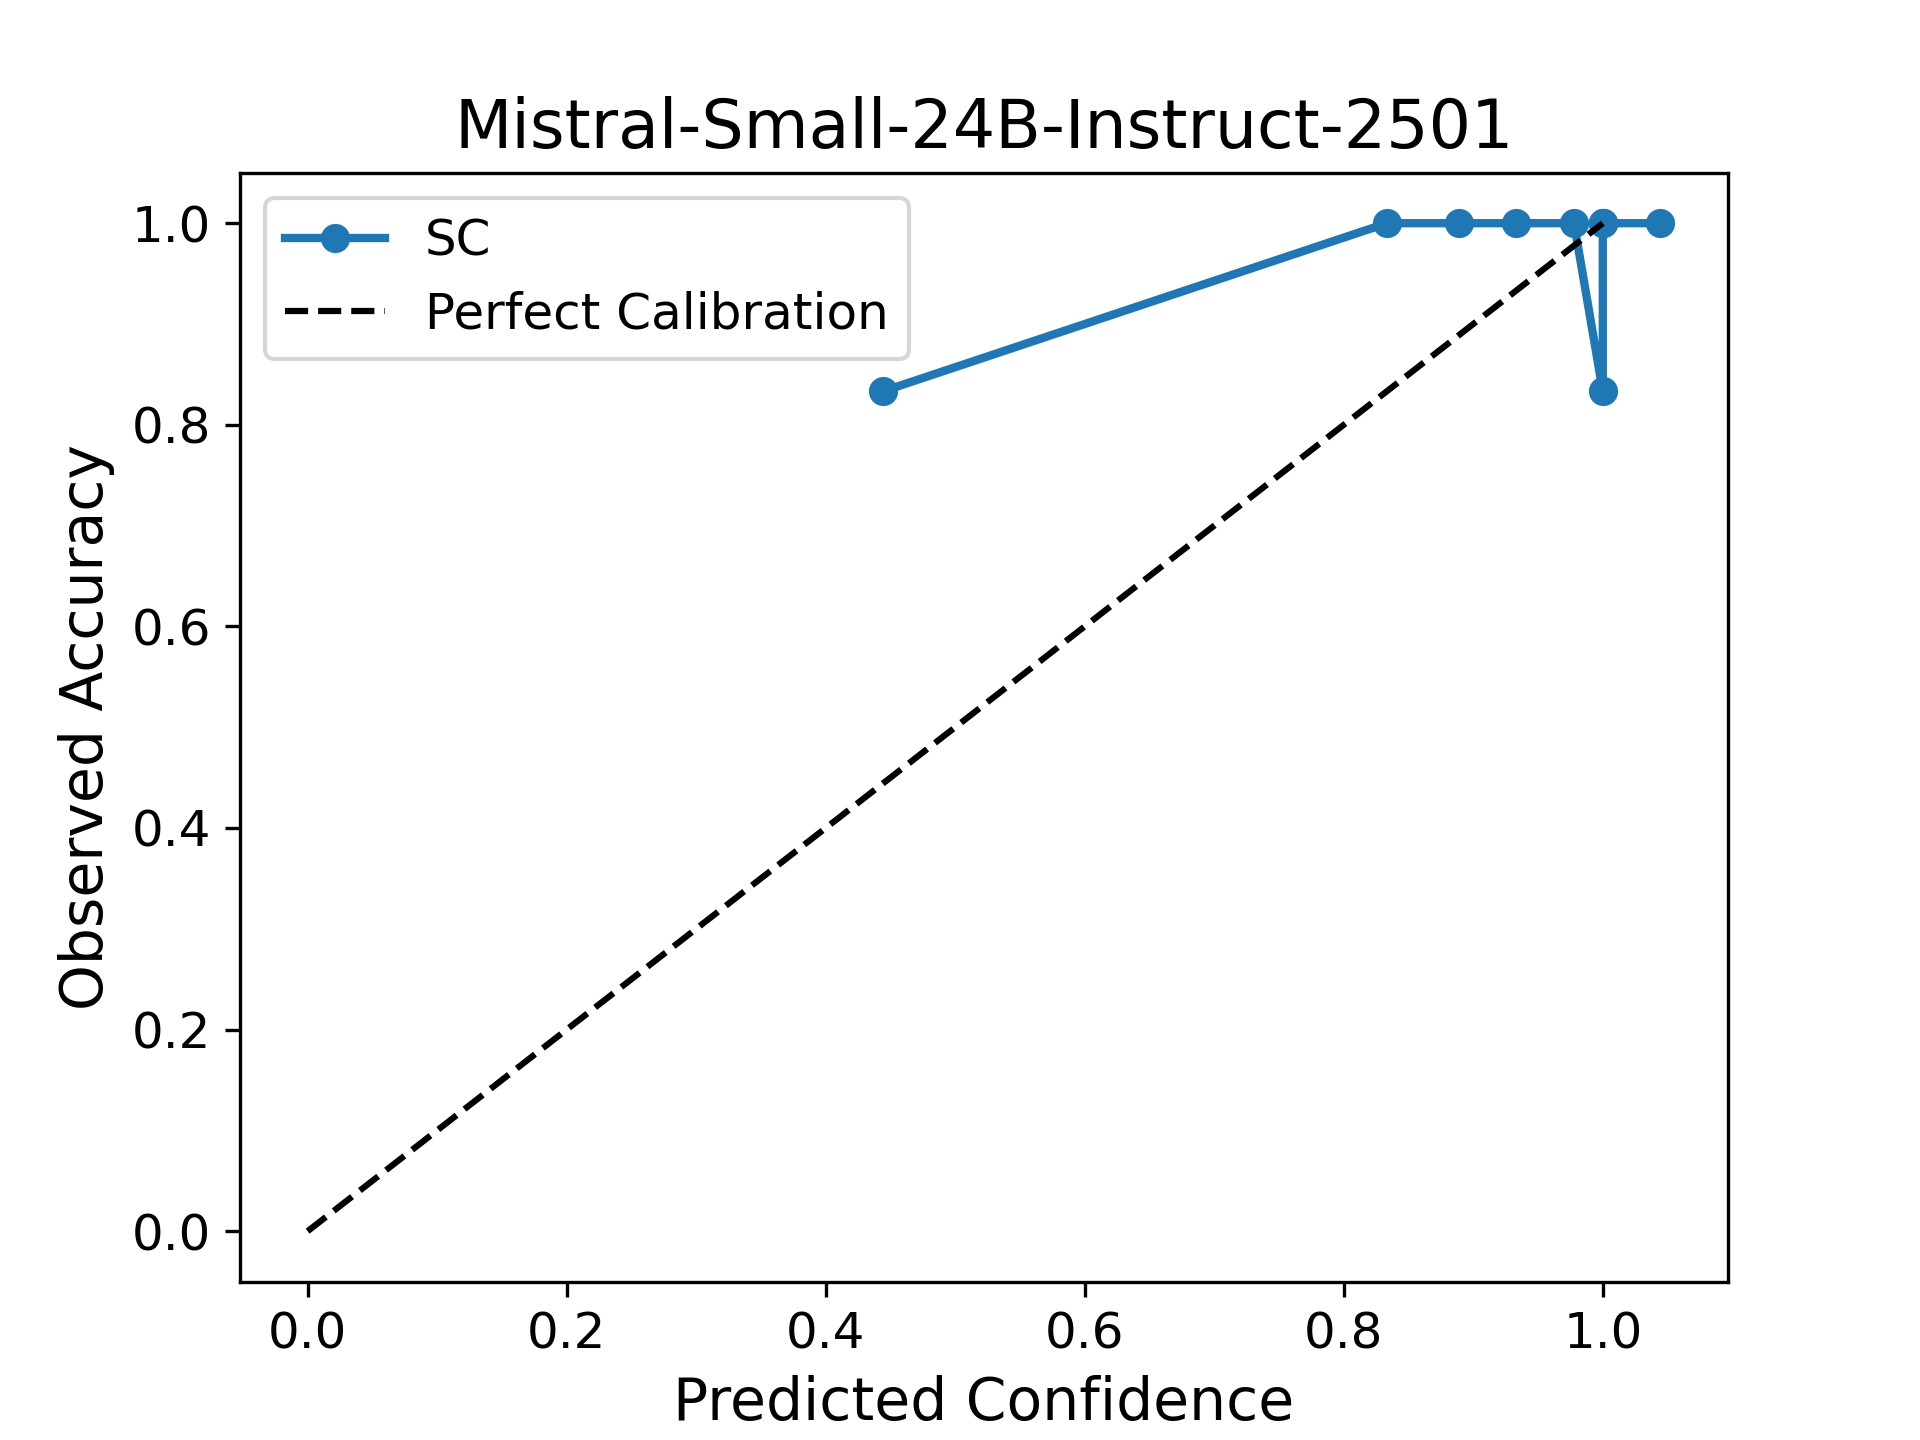 Mistral-Small-24B-Instruct-2501
SC
Perfect Calibration
1.0
0.8
0.6
0.4
0.2
0.0
Observed Accuracy
0.0 0.2 0.4 0.6 0.8 1.0
Predicted Confidence